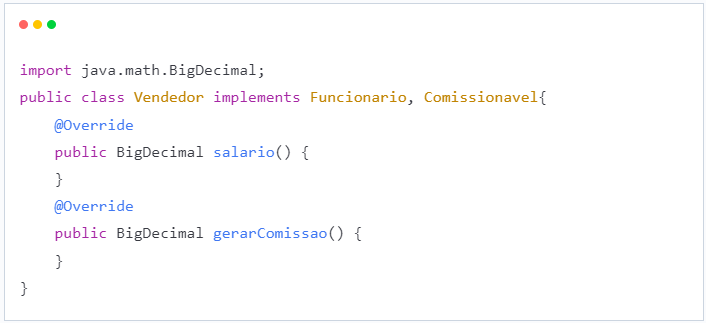 import java.math.BigDecimal;
public class Vendedor implements Funcionario, Comissionavel{
    @Override
    public BigDecimal salario() {
    }
    @Override
    public BigDecimal gerarComissao() {
    }
}